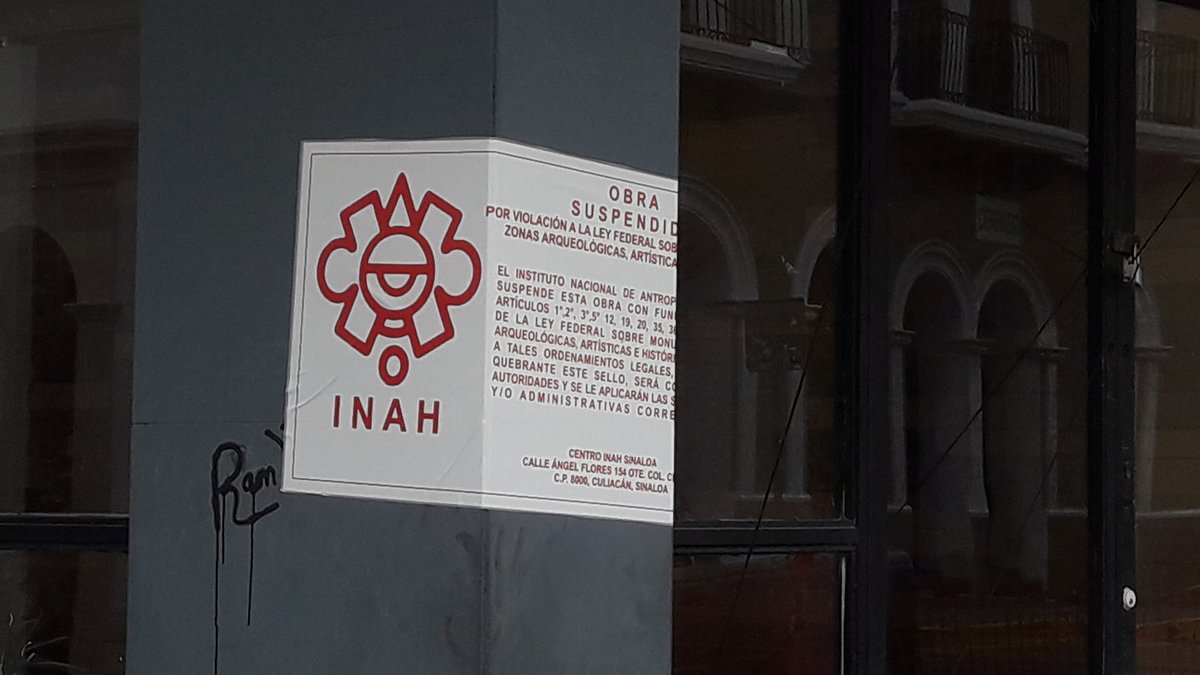 INAH
OBRA
SUSPENDID
POR VIOLACIÓN A LA LEY FEDERAL SOB
ZONAS ARQUEOLÓGICAS, ARTÍSTICA
EL INSTITUTO NACIONAL DE ANTROP
SUSPENDE ESTA OBRA CON FUN
ARTÍCULOS 1°,2°, 3°,5° 12, 19, 20, 35, 3
DE LA LEY FEDERAL SOBRE MONU
ARQUEOLÓGICAS, ARTÍSTICAS E HISTÓRI
A TALES ORDENAMIENTOS LEGALES,
QUEBRANTE ESTE SELLO, SERÁ C
AUTORIDADES Y SE LE APLICARÁN LAS S
Y/O ADMINISTRATIVAS CORRE
CENTRO INAH SINALOA
CALLE ÁNGEL FLORES 154 OTE. COL. C
C.P. 8000, CULIACÁN, SINALOA
Ram